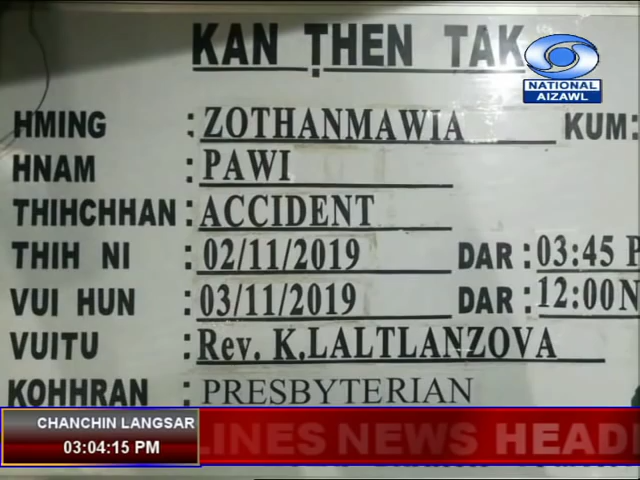 KAN ṬHEN TAK
NATIONAL
AIZAWL
HMING : ZOTHANMAWIA KUM:
HNAM : PAWI
THIHCHHAN : ACCIDENT
THIH NI : 02/11/2019 DAR : 03:45 P
VUI HUN : 03/11/2019 DAR : 12:00N
VUITU : Rev. K.LALTLANZOVA
KOHHRAN : PRESBYTERIAN
CHANCHIN LANGSAR
03:04:15 PM
LINES NEWS HEADI